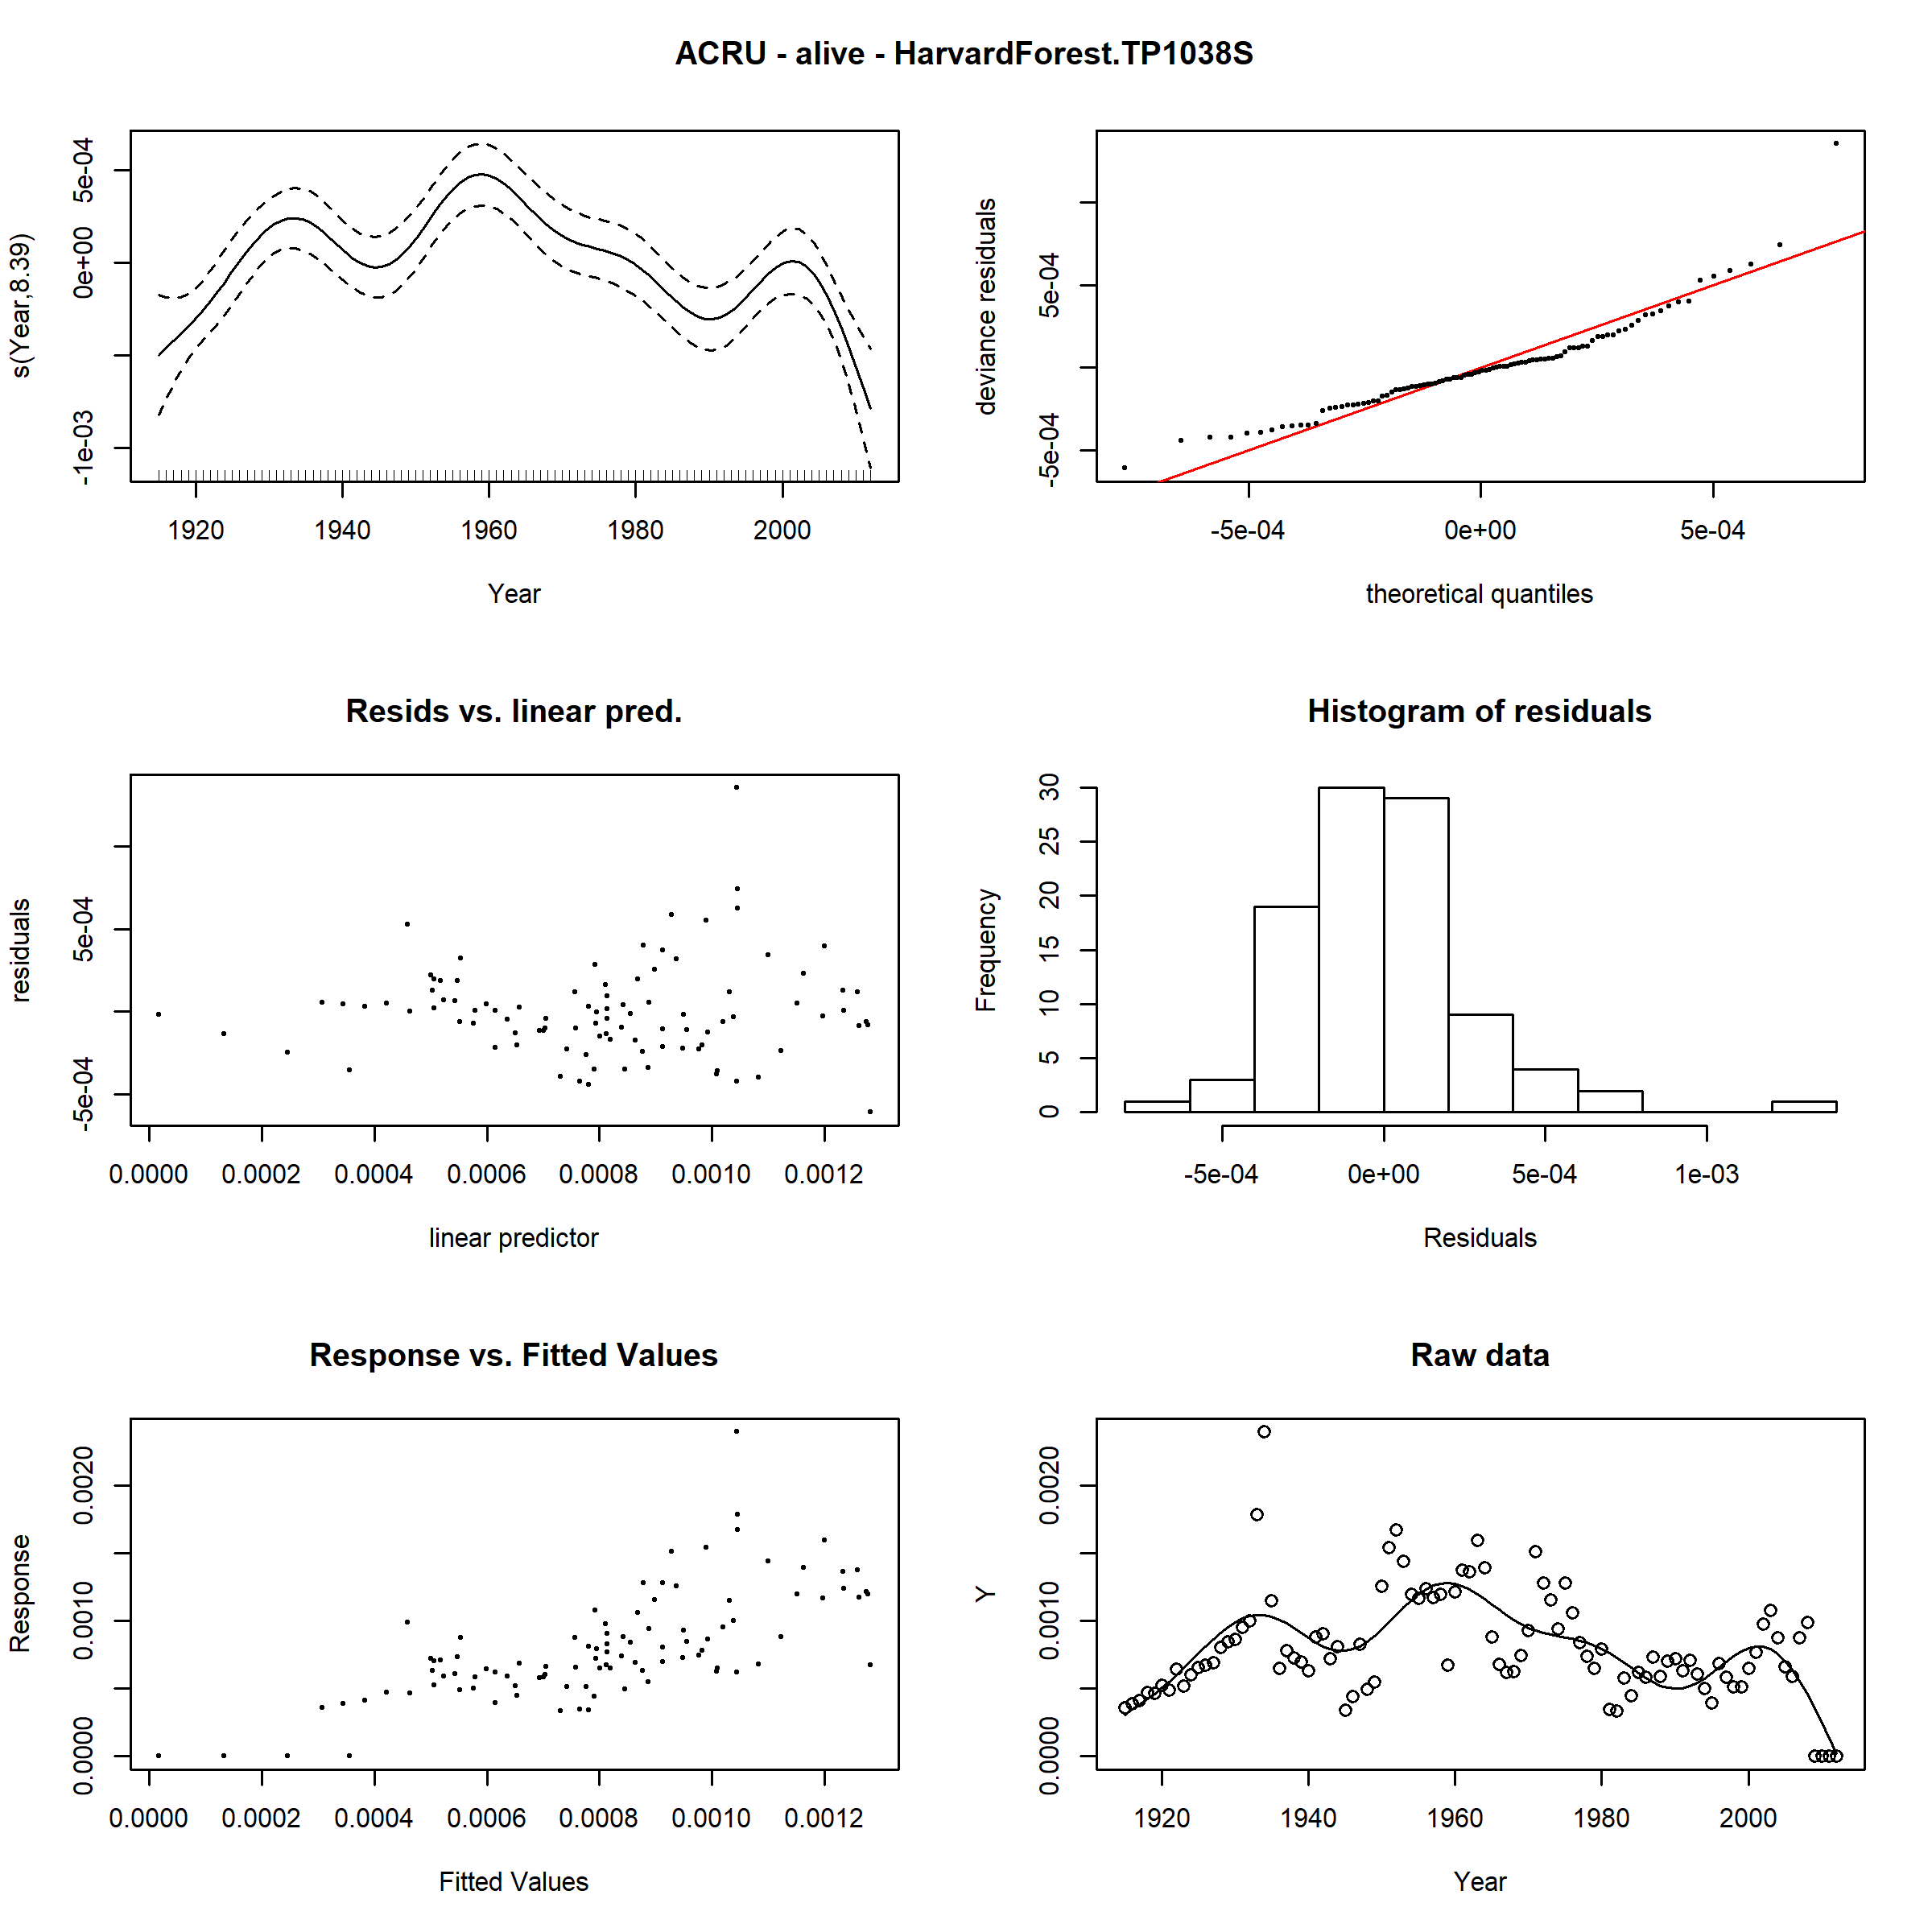 ACRU - alive - HarvardForest.TP1038S
s(Year,8.39)
-1e-03 0e+00 5e-04
1920 1940 1960 1980 2000
Year
deviance residuals
-5e-04 5e-04
-5e-04 0e+00 5e-04
theoretical quantiles
Resids vs. linear pred.
residuals
-5e-04 5e-04
0.0000 0.0002 0.0004 0.0006 0.0008 0.0010 0.0012
linear predictor
Histogram of residuals
Frequency
0 5 10 15 20 25 30
-5e-04 0e+00 5e-04 1e-03
Residuals
Response vs. Fitted Values
Response
0.0000 0.0010 0.0020
0.0000 0.0002 0.0004 0.0006 0.0008 0.0010 0.0012
Fitted Values
Raw data
Y
0.0000 0.0010 0.0020
1920 1940 1960 1980 2000
Year